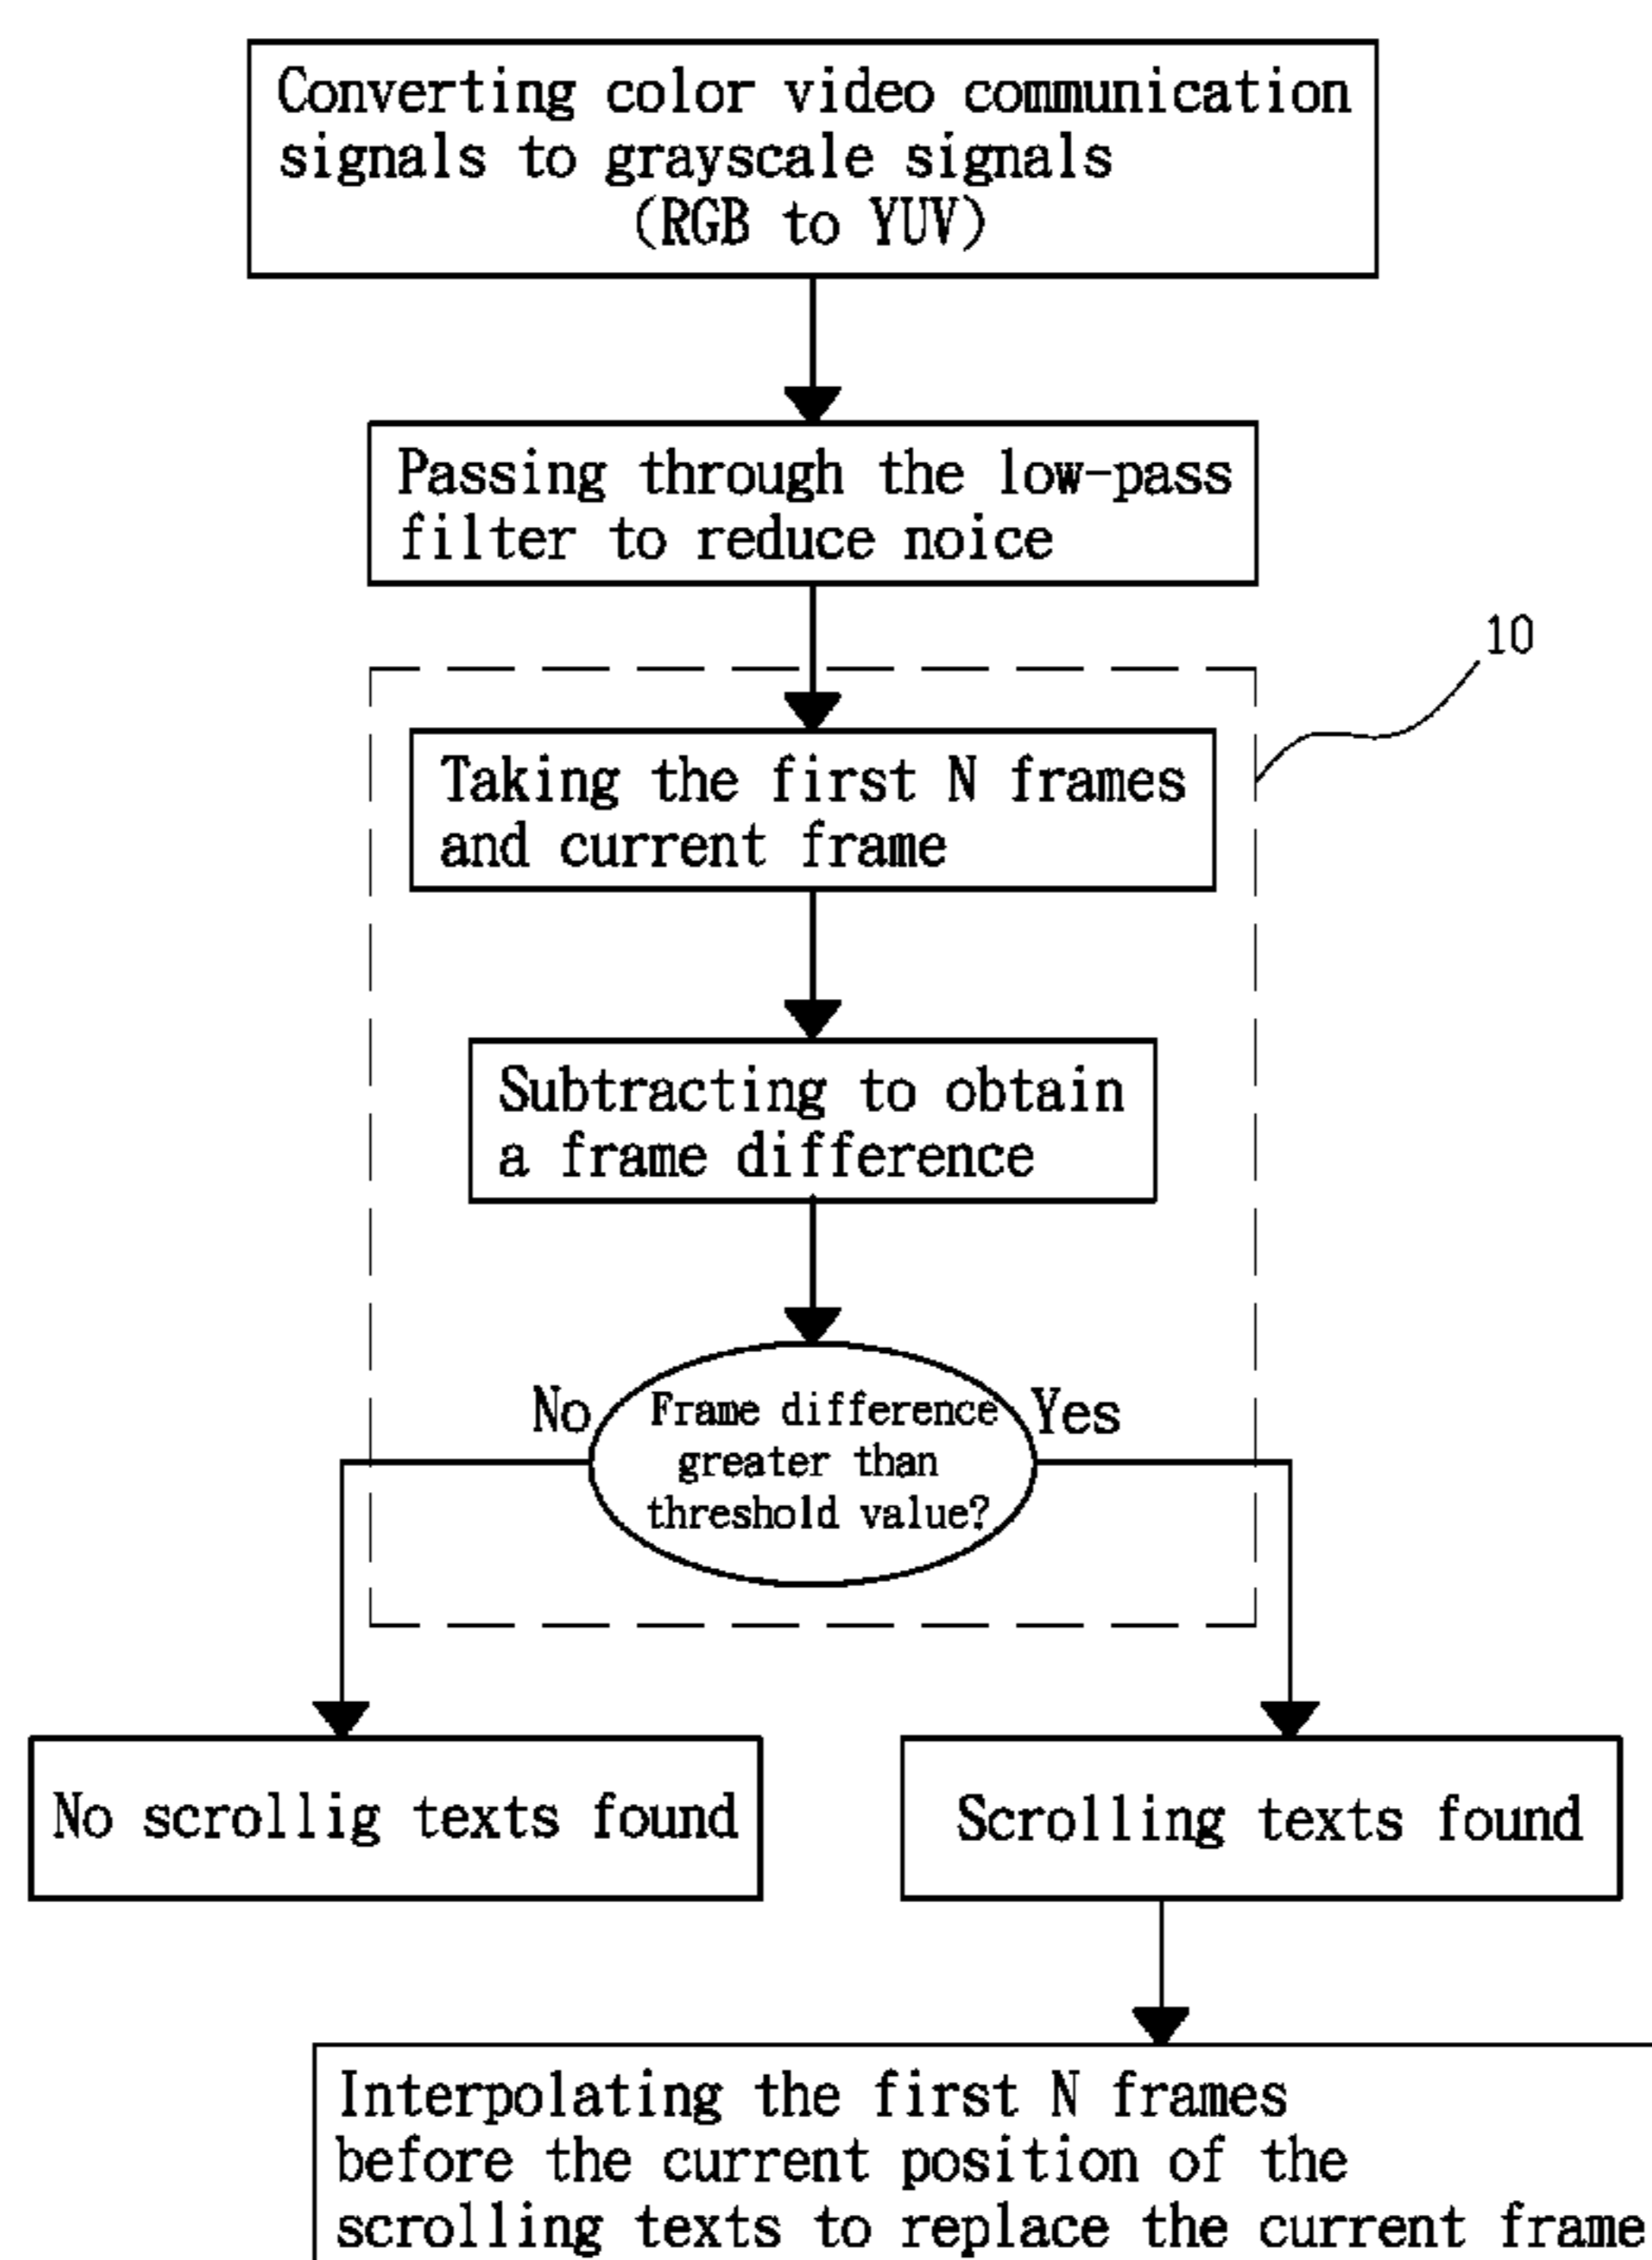 Converting color video communication
signals to grayscale signals
(RGB to YUV)
Passing through the low-pass
filter to reduce noice
10
Taking the first N frames
and current frame
Subtracting to obtain
a frame difference
No
Frame difference
greater than
threshold value?
Yes
No scrollig texts found
Scrolling texts found
Interpolating the first N frames
before the current position of the
scrolling texts to replace the current frame